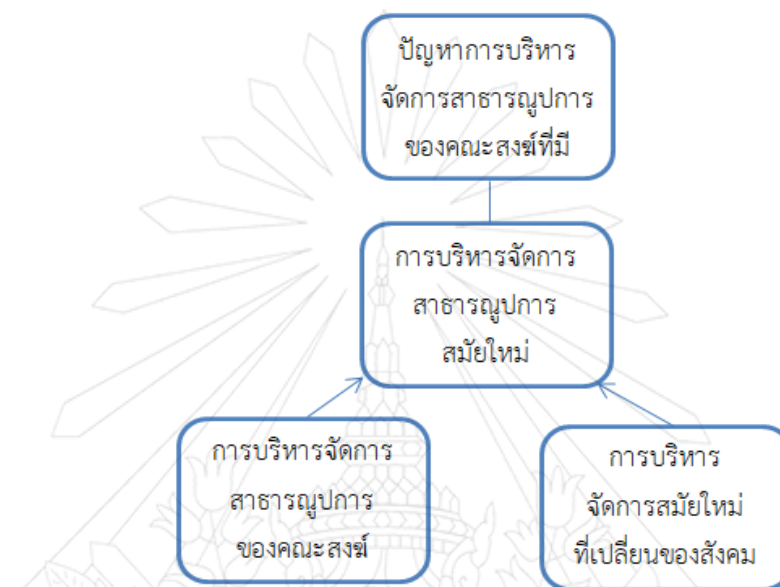 ปัญหาการบริหาร
จัดการสาธารณูปการ
ของคณะสงฆ์ที่มี
การบริหารจัดการ
สาธารณูปการ
สมัยใหม่
การบริหารจัดการ
สาธารณูปการ
ของคณะสงฆ์
การบริหาร
จัดการสมัยใหม่
ที่เปลี่ยนของสังคม